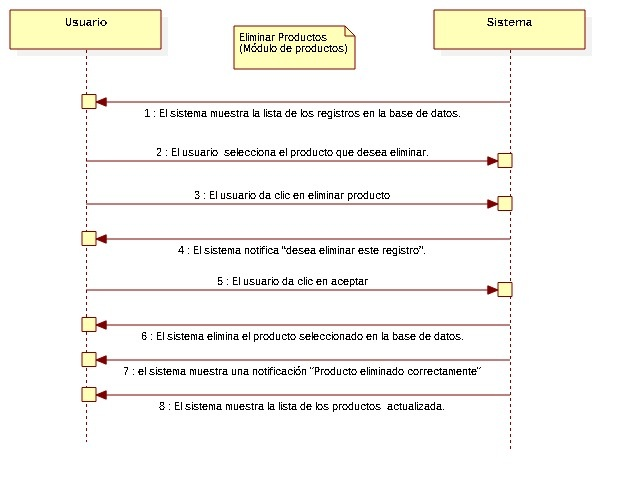 Usuario
Eliminar Productos
(Módulo de productos)
Sistema
1 : El sistema muestra la lista de los registros en la base de datos.
2 : El usuario selecciona el producto que desea eliminar.
3 : El usuario da clic en eliminar producto
4 : El sistema notifica "desea eliminar este registro".
5 : El usuario da clic en aceptar
6 : El sistema elimina el producto seleccionado en la base de datos.
7 : el sistema muestra una notificación "Producto eliminado correctamente"
8 : El sistema muestra la lista de los productos actualizada.